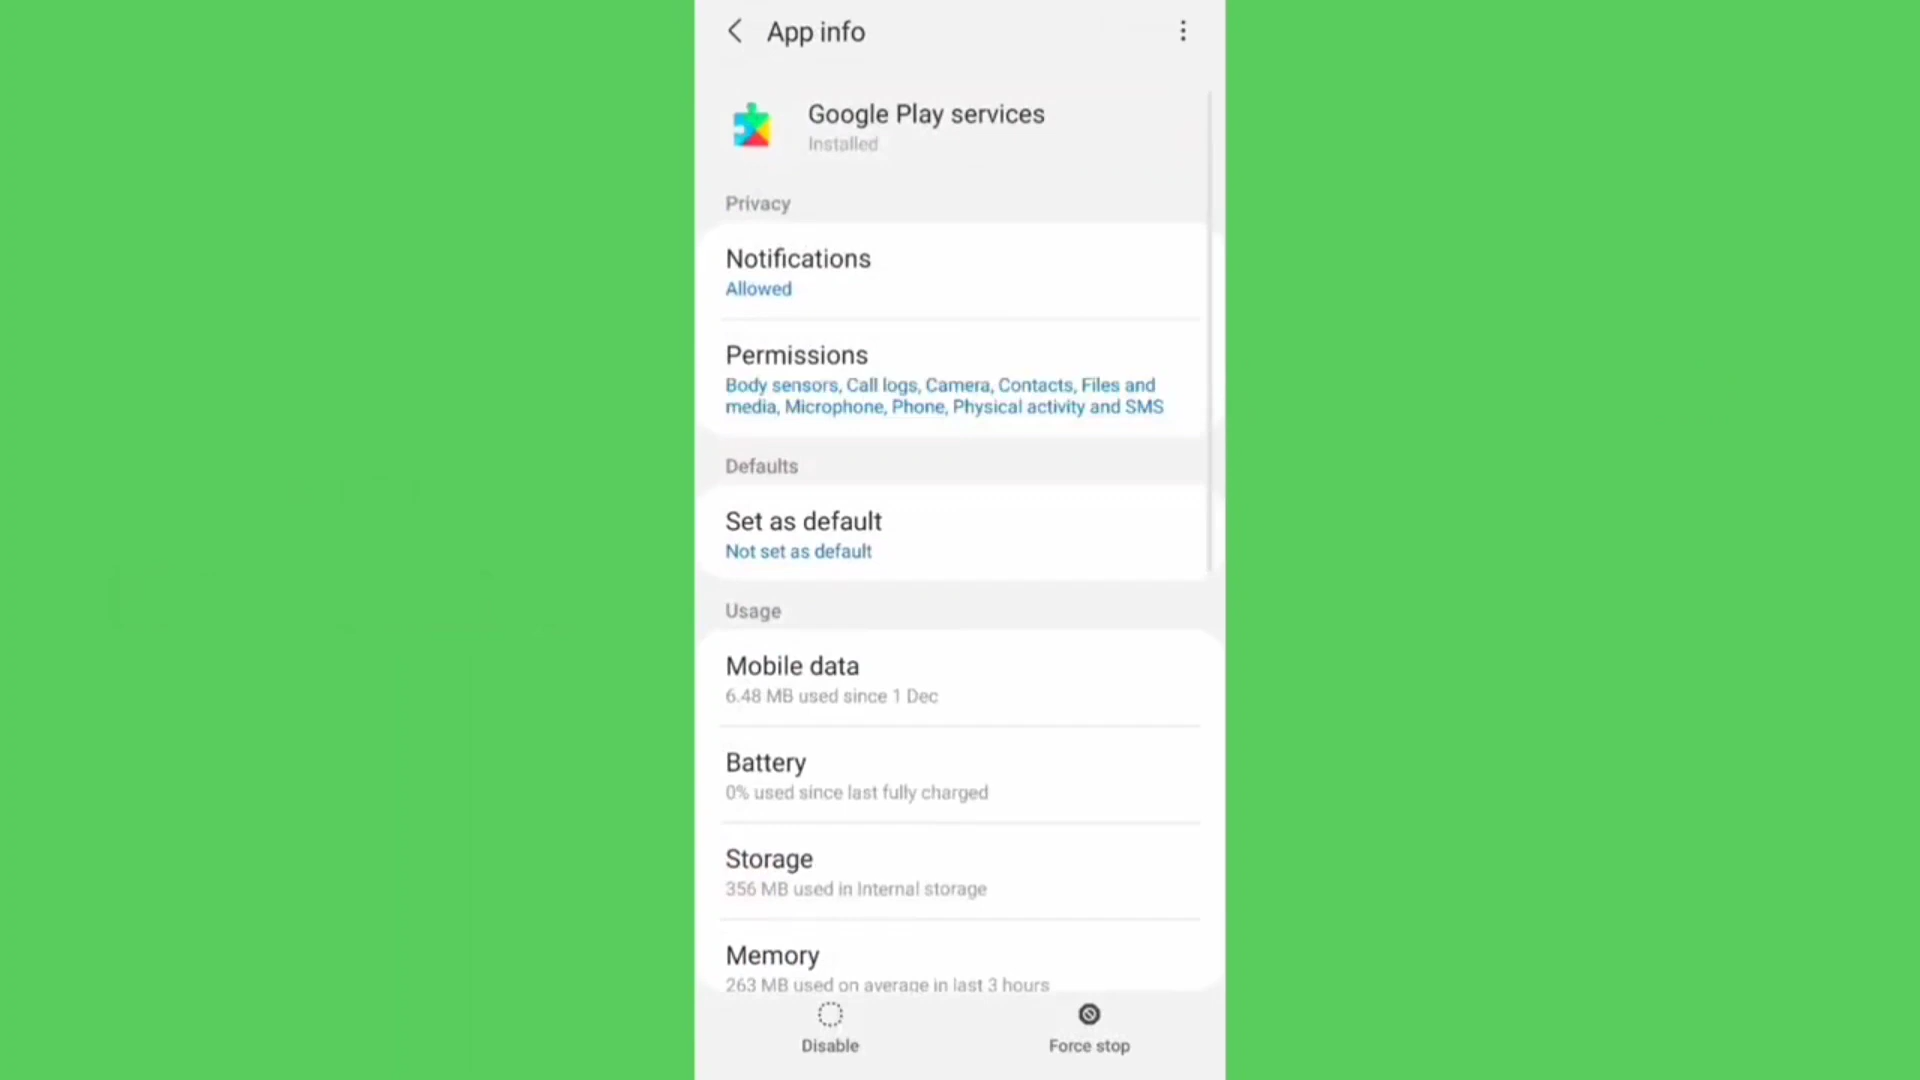 App info
Google Play services
Installed
Privacy
Notifications
Allowed
Permissions
Body sensors, Call logs, Camera, Contacts, Files and
media, Microphone, Phone, Physical activity and SMS
Defaults
Set as default
Not set as default
Usage
Mobile data
6.48 MB used since 1 Dec
Battery
0% used since last fully charged
Storage
356 MB used in Internal storage
Memory
263 MB used on average in last 3 hours
Disable
Force stop